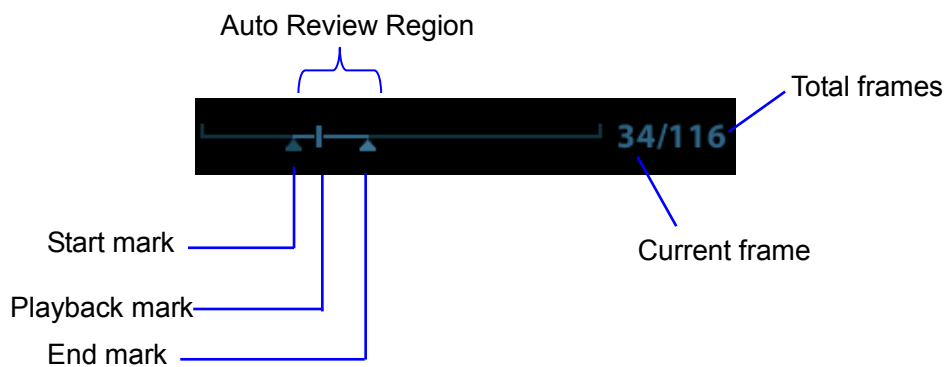 Auto Review Region
Total frames
34/116
Start mark
Current frame
Playback mark
End mark